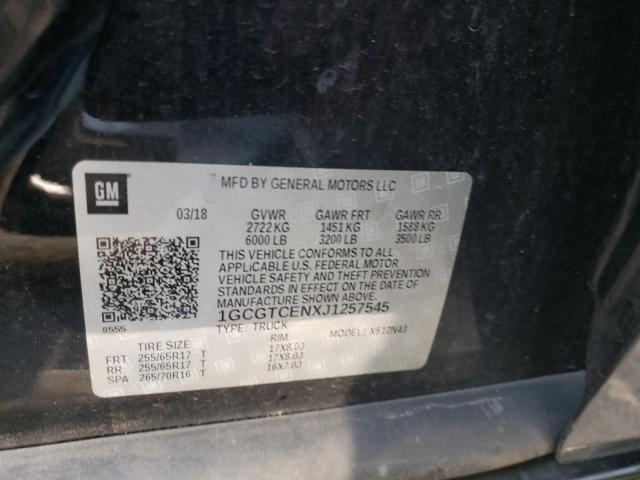 GM
MFD BY GENERAL MOTORS LLC
03/18 GVWR GAWR FRT GAWR RR
2722 KG 1451 KG 1588 KG
6000 LB 3200 LB 3500 LB
THIS VEHICLE CONFORMS TO ALL
APPLICABLE U.S. FEDERAL MOTOR
VEHICLE SAFETY AND THEFT PREVENTION
STANDARDS IN EFFECT ON THE DATE OF
MANUFACTURE SHOWN ABOVE.
1GCGTCENXJ1257545
8555
TYPE: TRUCK MODEL: X512N43
TIRE SIZE RIM
FRT 255/65R17 T 17X8.0J
RR 255/65R17 T 17X8.0J
SPA 265/70R16 T 16X7.0J